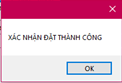 XÁC NHẬN ĐẶT THÀNH CÔNG
OK